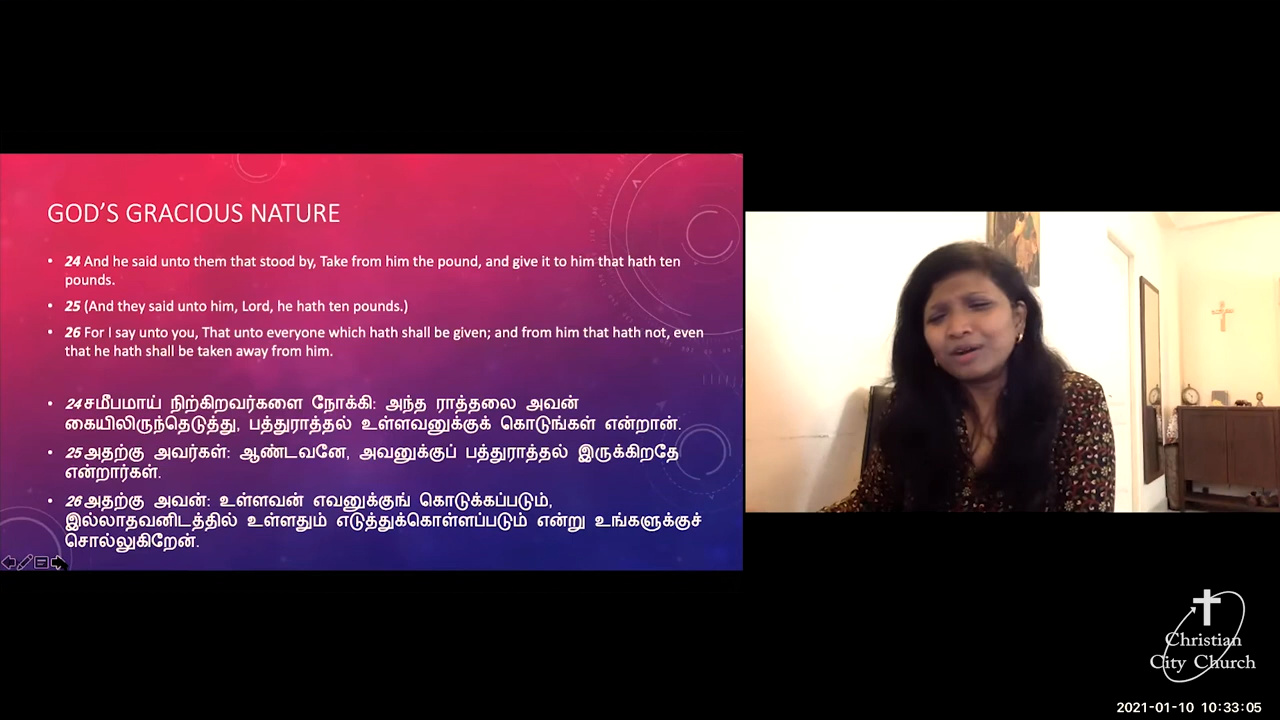 GOD'S GRACIOUS NATURE
• 24 And he said unto them that stood by, Take from him the pound, and give it to him that hath ten
pounds.
• 25 (And they said unto him, Lord, he hath ten pounds.)
• 26 For I say unto you, That unto everyone which hath shall be given; and from him that hath not, even
that he hath shall be taken away from him.
• 24 சமீபமாய் நிற்கிறவர்களை நோக்கி: அந்த ராத்தலை அவன்
கையிலிருந்தெடுத்து, பத்துராத்தல் உள்ளவனுக்குக் கொடுங்கள் என்றான்.
• 25 அதற்கு அவர்கள்: ஆண்டவனே, அவனுக்குப் பத்துராத்தல் இருக்கிறதே
என்றார்கள்.
• 26 அதற்கு அவன்: உள்ளவன் எவனுக்குங் கொடுக்கப்படும்,
இல்லாதவனிடத்தில் உள்ளதும் எடுத்துக்கொள்ளப்படும் என்று உங்களுக்குச்
சொல்லுகிறேன்.
Christian
City Church
2021-01-10 10:33:05